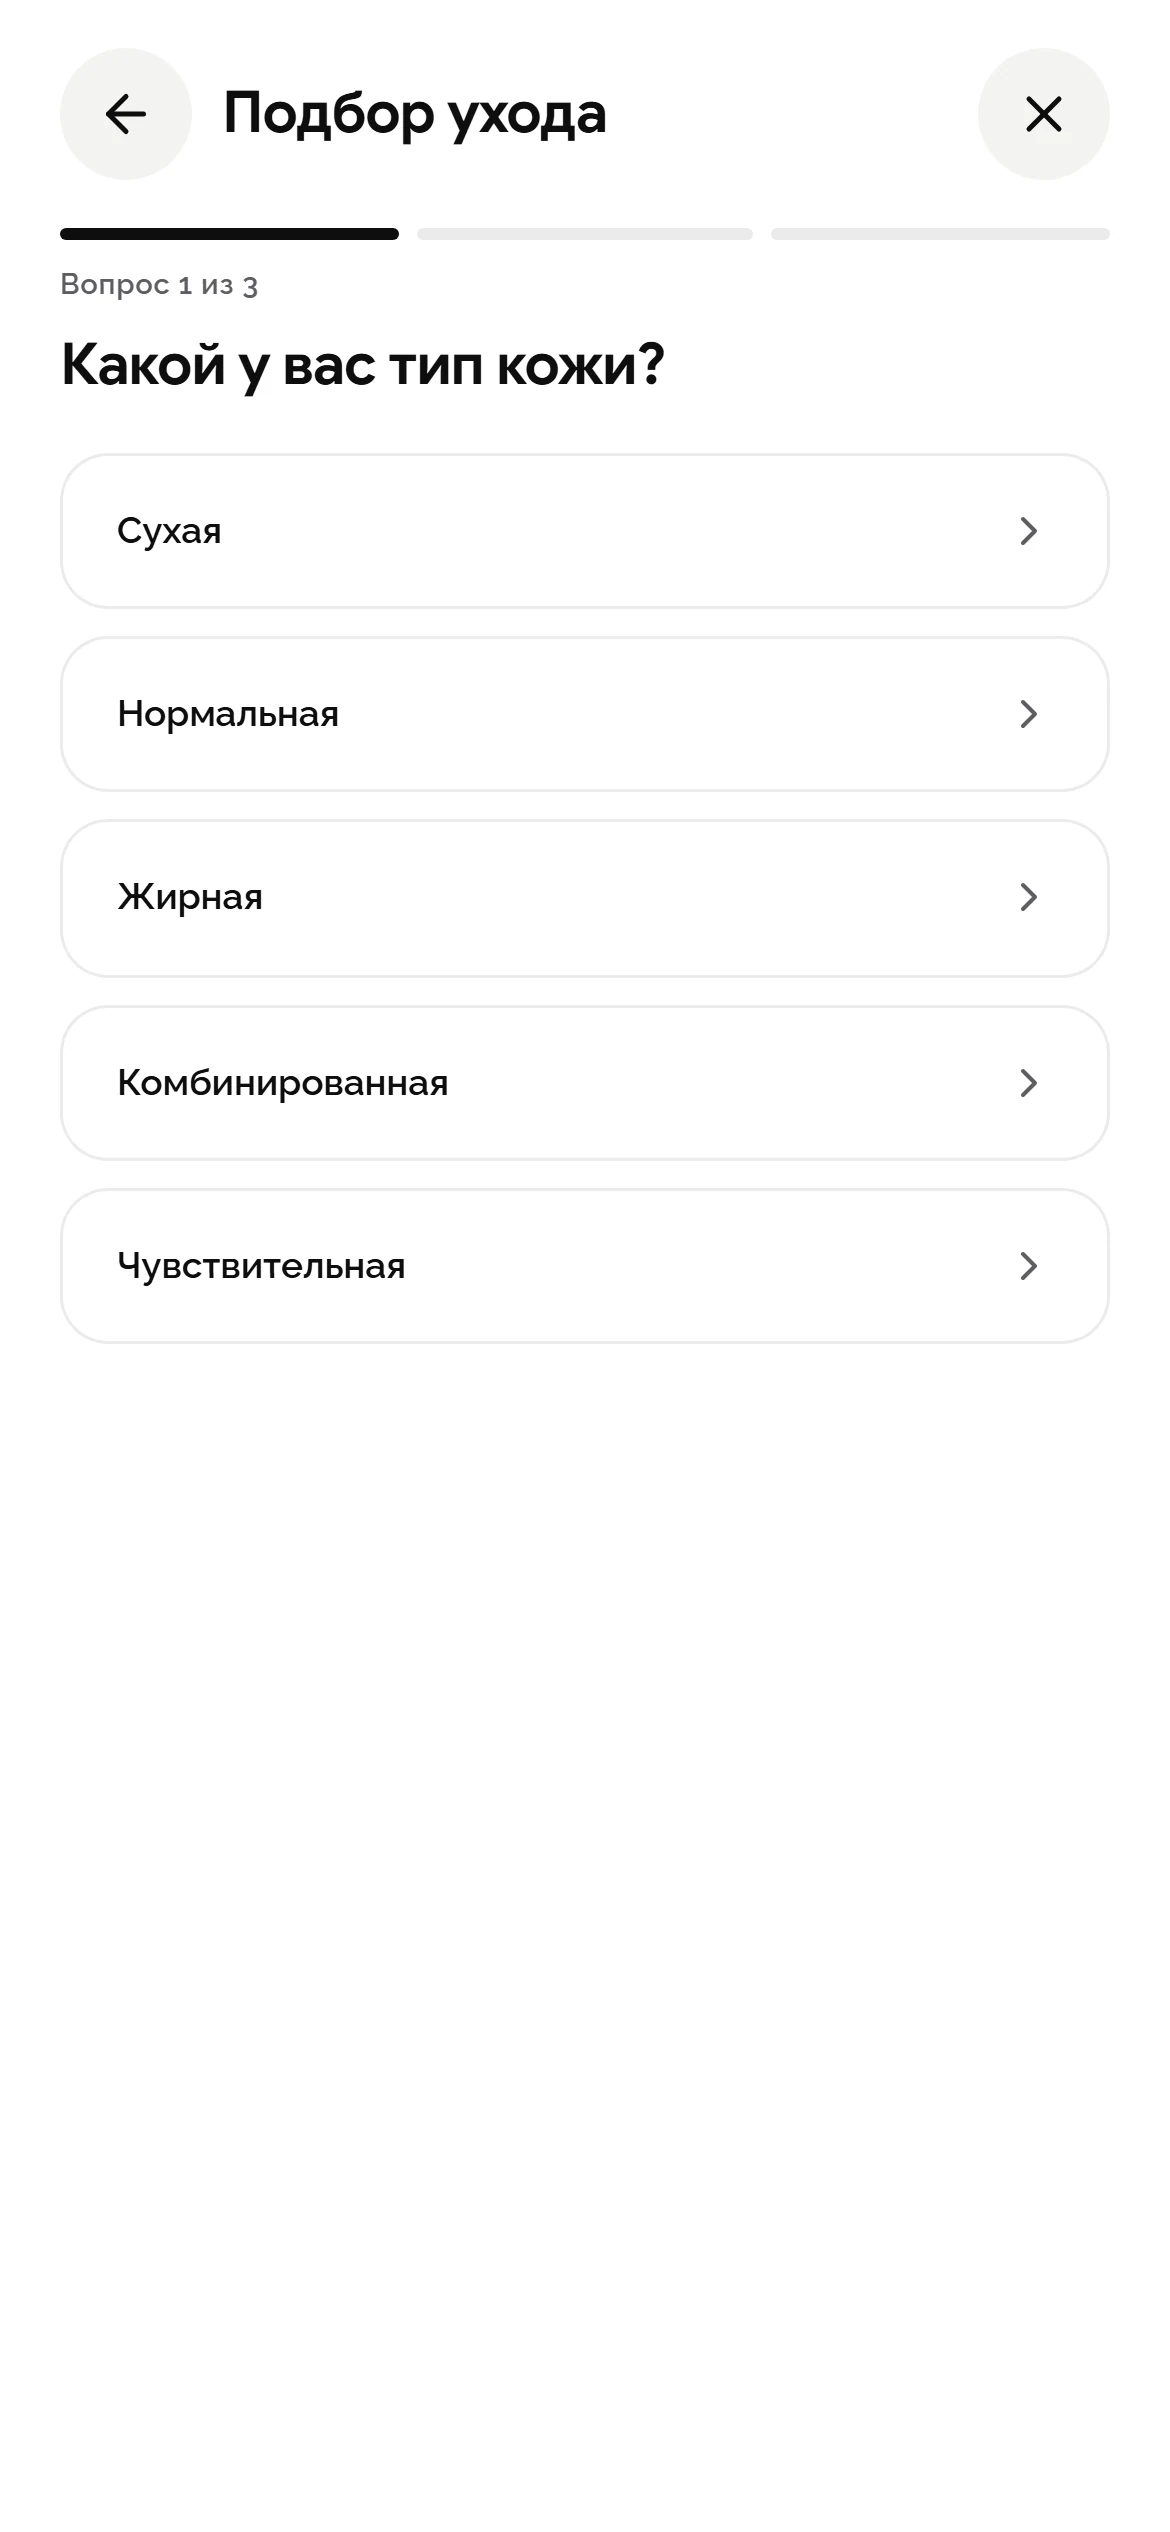 Подбор ухода
Вопрос 1 из 3
Какой у вас тип кожи?
Сухая
Нормальная
Жирная
Комбинированная
Чувствительная